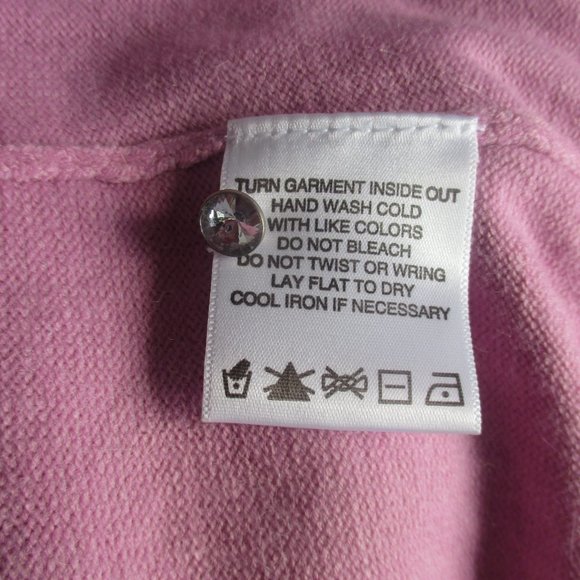 TURN GARMENT INSIDE OUT
HAND WASH COLD
WITH LIKE COLORS
DO NOT BLEACH
DO NOT TWIST OR WRING
LAY FLAT TO DRY
COOL IRON IF NECESSARY